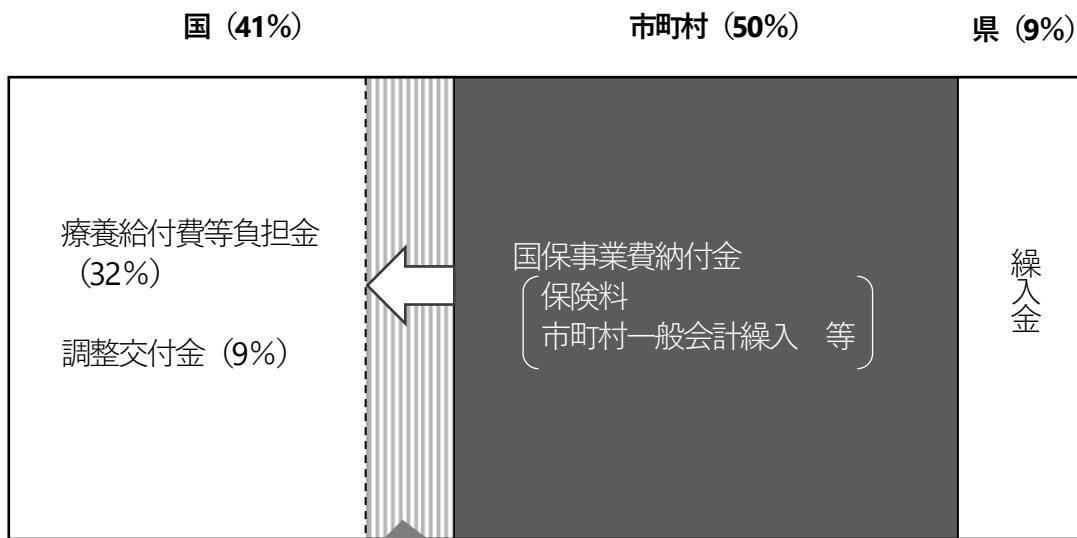 国（41％） 市町村（50％） 県（9％）
療養給付費等負担金
（32％）
調整交付金（9％）
国保事業費納付金
保険料
市町村一般会計繰入　等
繰入金